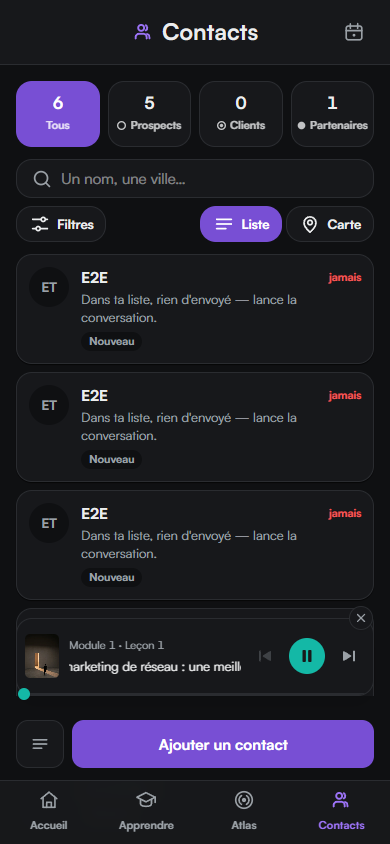 Contacts
6
Tous
5
Prospects
0
Clients
1
Partenaires
Un nom, une ville...
Filtres
Liste
Carte
ET
E2E
jamais
Dans ta liste, rien d'envoyé — lance la
conversation.
Nouveau
ET
E2E
jamais
Dans ta liste, rien d'envoyé — lance la
conversation.
Nouveau
ET
E2E
jamais
Dans ta liste, rien d'envoyé — lance la
conversation.
Nouveau
Module 1 · Leçon 1
arketing de réseau : une meill
Ajouter un contact
Accueil
Apprendre
Atlas
Contacts